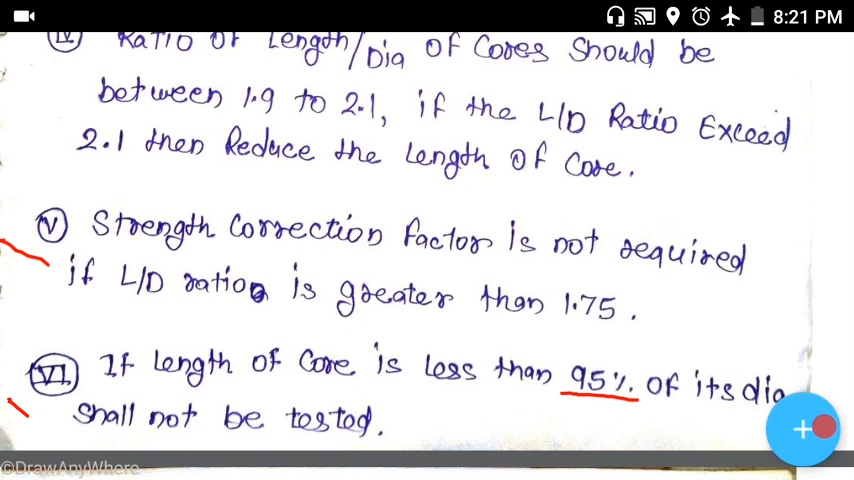 8:21 PM
IV Ratio of Length/Dia of Cores Should be
between 1.9 to 2.1, if the L/D Ratio Exceed
2.1 then Reduce the Length of Core.
V Strength Correction factor is not required
if L/D ratio is greater than 1.75.
VI. If Length of Core is less than 95% of its dia
shall not be tested.
+
©DrawAnyWhere